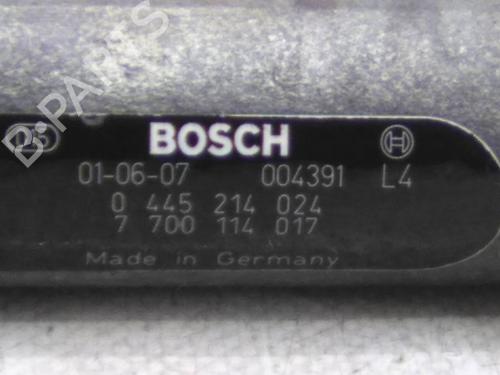 D-PARTS
BOSCH
01-06-07 004391 L4
0 445 214 024
7 700 114 017
Made in Germany